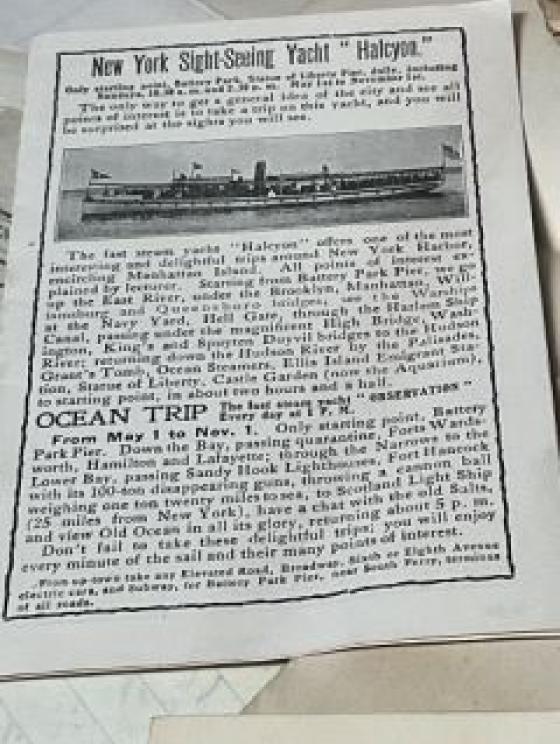 New York Sight-Seeing Yacht "Halcyon."
Only starting point, Battery Park, Statue of Liberty Pier, daily, including
Sundays, 10.30 a. m. and 2.30 p. m. May 1st to November 1st.
The only way to get a general idea of the city and see all
points of interest is to take a trip on this yacht, and you will
be surprised at the sights you will see.
The fast steam yacht "Halcyon" offers one of the most
interesting and delightful trips around New York Harbor,
encircling Manhattan Island. All points of interest ex-
plained by lecturer. Starting from Battery Park Pier, we go
up the East River, under the Brooklyn, Manhattan, Will-
iamsburg and Queensboro bridges, see the Warships
at the Navy Yard, Hell Gate, through the Harlem Ship
Canal, passing under the magnificent High Bridge, Wash-
ington, King's and Spuyten Duyvil bridges to the Hudson
River; returning down the Hudson River by the Palisades,
Grant's Tomb, Ocean Steamers, Ellis Island Emigrant Sta-
tion, Statue of Liberty, Castle Garden (now the Aquarium),
to starting point, in about two hours and a half.
OCEAN TRIP The fast steam yacht "OBSERVATION"
Every day at 1 P. M.
From May 1 to Nov. 1. Only starting point, Battery
Park Pier. Down the Bay, passing quarantine, Forts Wards-
worth, Hamilton and Lafayette; through the Narrows to the
Lower Bay, passing Sandy Hook Lighthouses, Fort Hancock
with its 100-ton disappearing guns, throwing a cannon ball
weighing one ton twenty miles to sea, to Scotland Light Ship
(25 miles from New York), have a chat with the old Salts,
and view Old Ocean in all its glory, returning about 5 p. m.
Don't fail to take these delightful trips; you will enjoy
every minute of the sail and their many points of interest.
From up-town take any Elevated Road, Broadway, Sixth or Eighth Avenue
electric cars, and Subway, for Battery Park Pier, near South Ferry, terminus
of all roads.